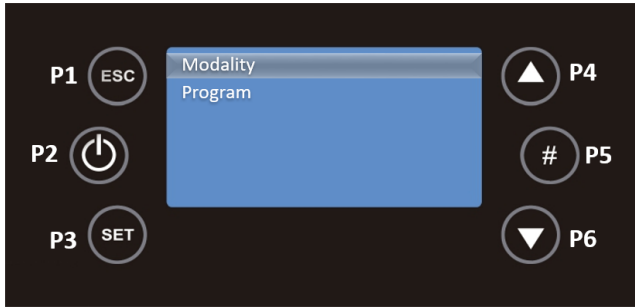 P1 ESC
Modality
P4
Program
P2
# P5
P3 SET
P6